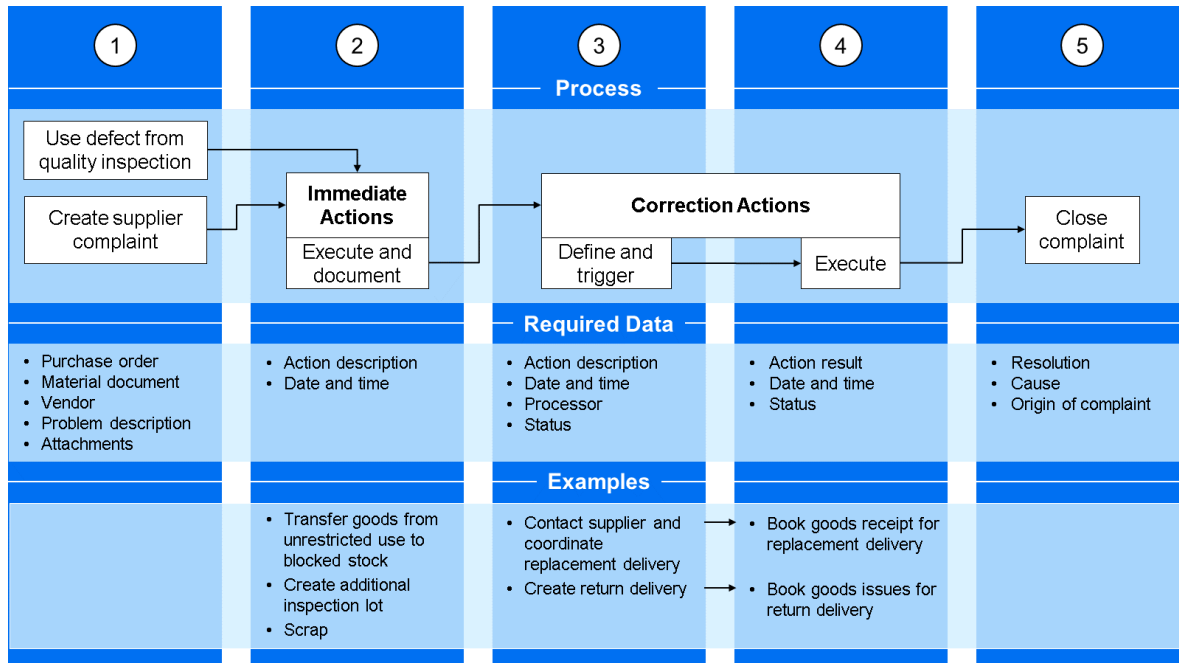 1
2
3
4
5
Process
Use defect from
quality inspection
Create supplier
complaint
Immediate
Actions
Execute and
document
Correction Actions
Define and
trigger
Execute
Close
complaint
Required Data
• Purchase order
• Material document
• Vendor
• Problem description
• Attachments
• Action description
• Date and time
• Action description
• Date and time
• Processor
• Status
• Action result
• Date and time
• Status
• Resolution
• Cause
• Origin of complaint
Examples
• Transfer goods from
unrestricted use to
blocked stock
• Create additional
inspection lot
• Scrap
• Contact supplier and
coordinate
replacement delivery
• Create return delivery
• Book goods receipt for
replacement delivery
• Book goods issues for
return delivery